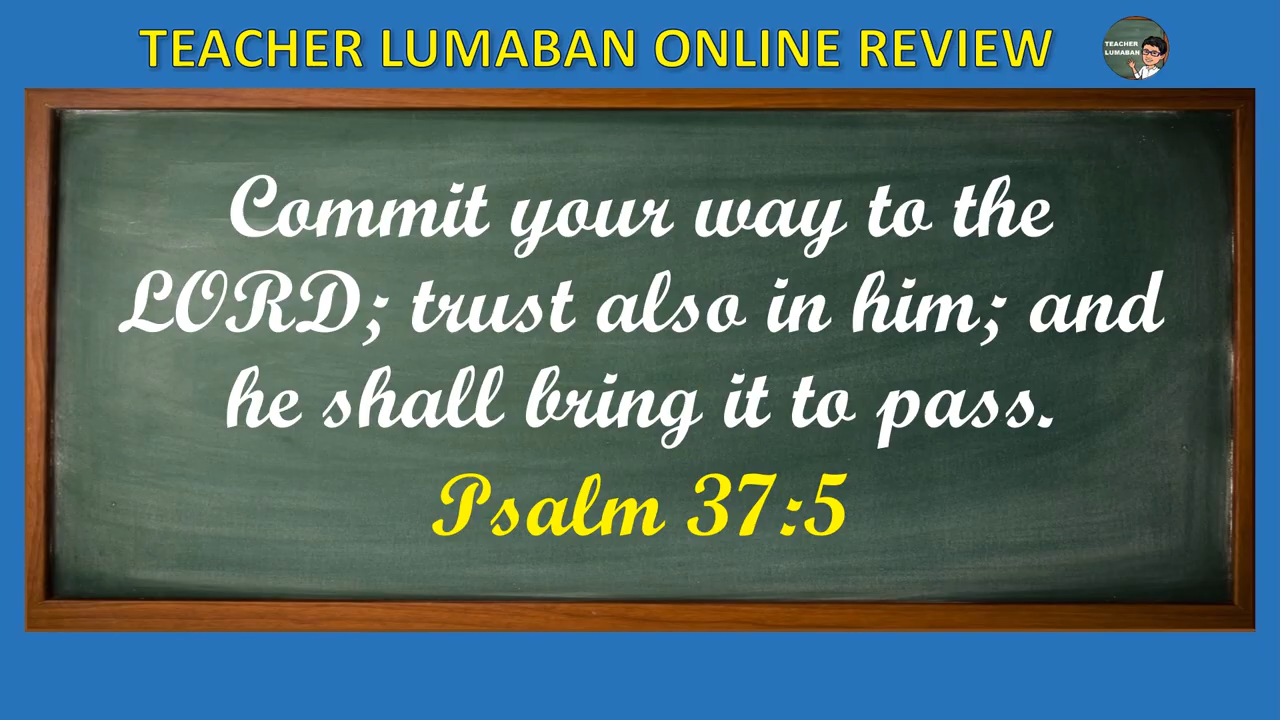 TEACHER LUMABAN ONLINE REVIEW
TEACHER
LUMABAN
Commit your way to the
LORD; trust also in him; and
he shall bring it to pass.
Psalm 37:5